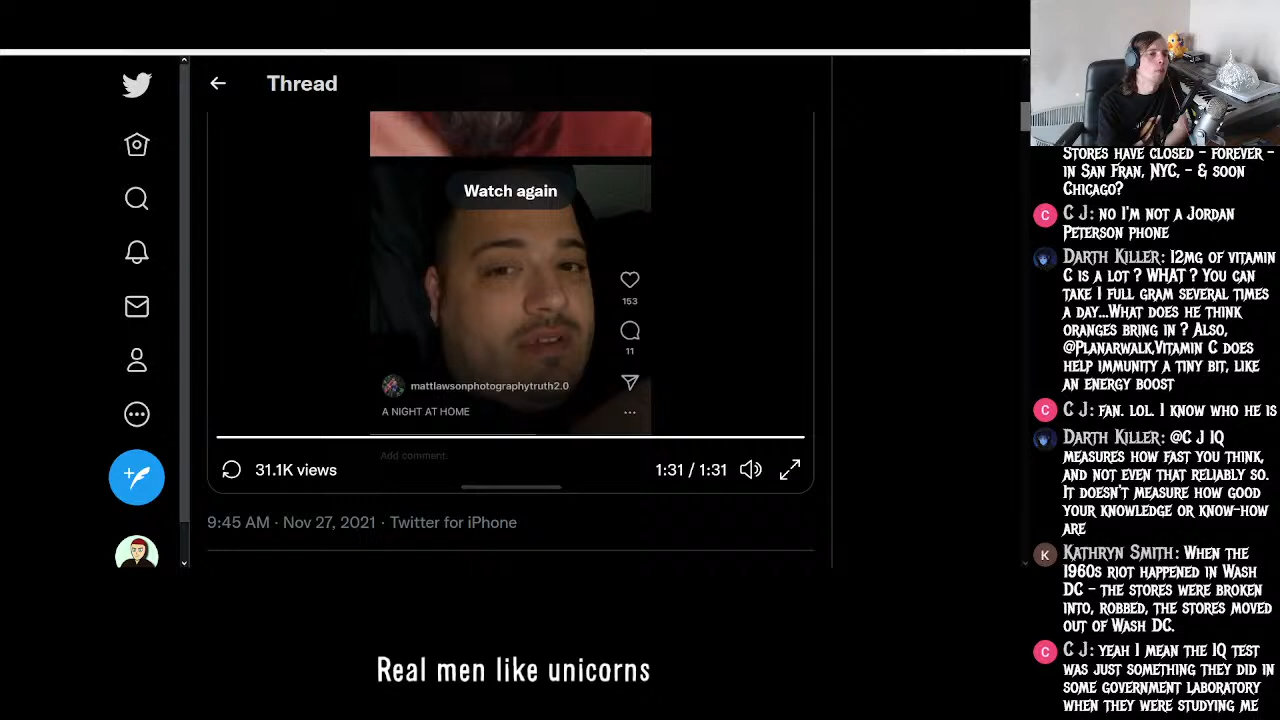 Thread
Watch again
153
11
mattlawsonphotographytruth2.0
A NIGHT AT HOME
Add comment.
31.1K views
1:31 / 1:31
9:45 AM · Nov 27, 2021 · Twitter for iPhone
Real men like unicorns
STORES HAVE CLOSED - FOREVER -
IN SAN FRAN, NYC, - & SOON
CHICAGO?
C J: NO I'M NOT A JORDAN
PETERSON PHONE
DARTH KILLER: 12MG OF VITAMIN
C IS A LOT ? WHAT ? YOU CAN
TAKE 1 FULL GRAM SEVERAL TIMES
A DAY...WHAT DOES HE THINK
ORANGES BRING IN ? ALSO,
@PLANARWALK,VITAMIN C DOES
HELP IMMUNITY A TINY BIT, LIKE
AN ENERGY BOOST
C J: FAN. LOL. I KNOW WHO HE IS
DARTH KILLER: @C J IQ
MEASURES HOW FAST YOU THINK,
AND NOT EVEN THAT RELIABLY SO.
IT DOESN'T MEASURE HOW GOOD
YOUR KNOWLEDGE OR KNOW-HOW
ARE
K
KATHRYN SMITH: WHEN THE
1960S RIOT HAPPENED IN WASH
DC - THE STORES WERE BROKEN
INTO, ROBBED, THE STORES MOVED
OUT OF WASH DC.
C J: YEAH I MEAN THE IQ TEST
WAS JUST SOMETHING THEY DID IN
SOME GOVERNMENT LABORATORY
WHEN THEY WERE STUDYING ME